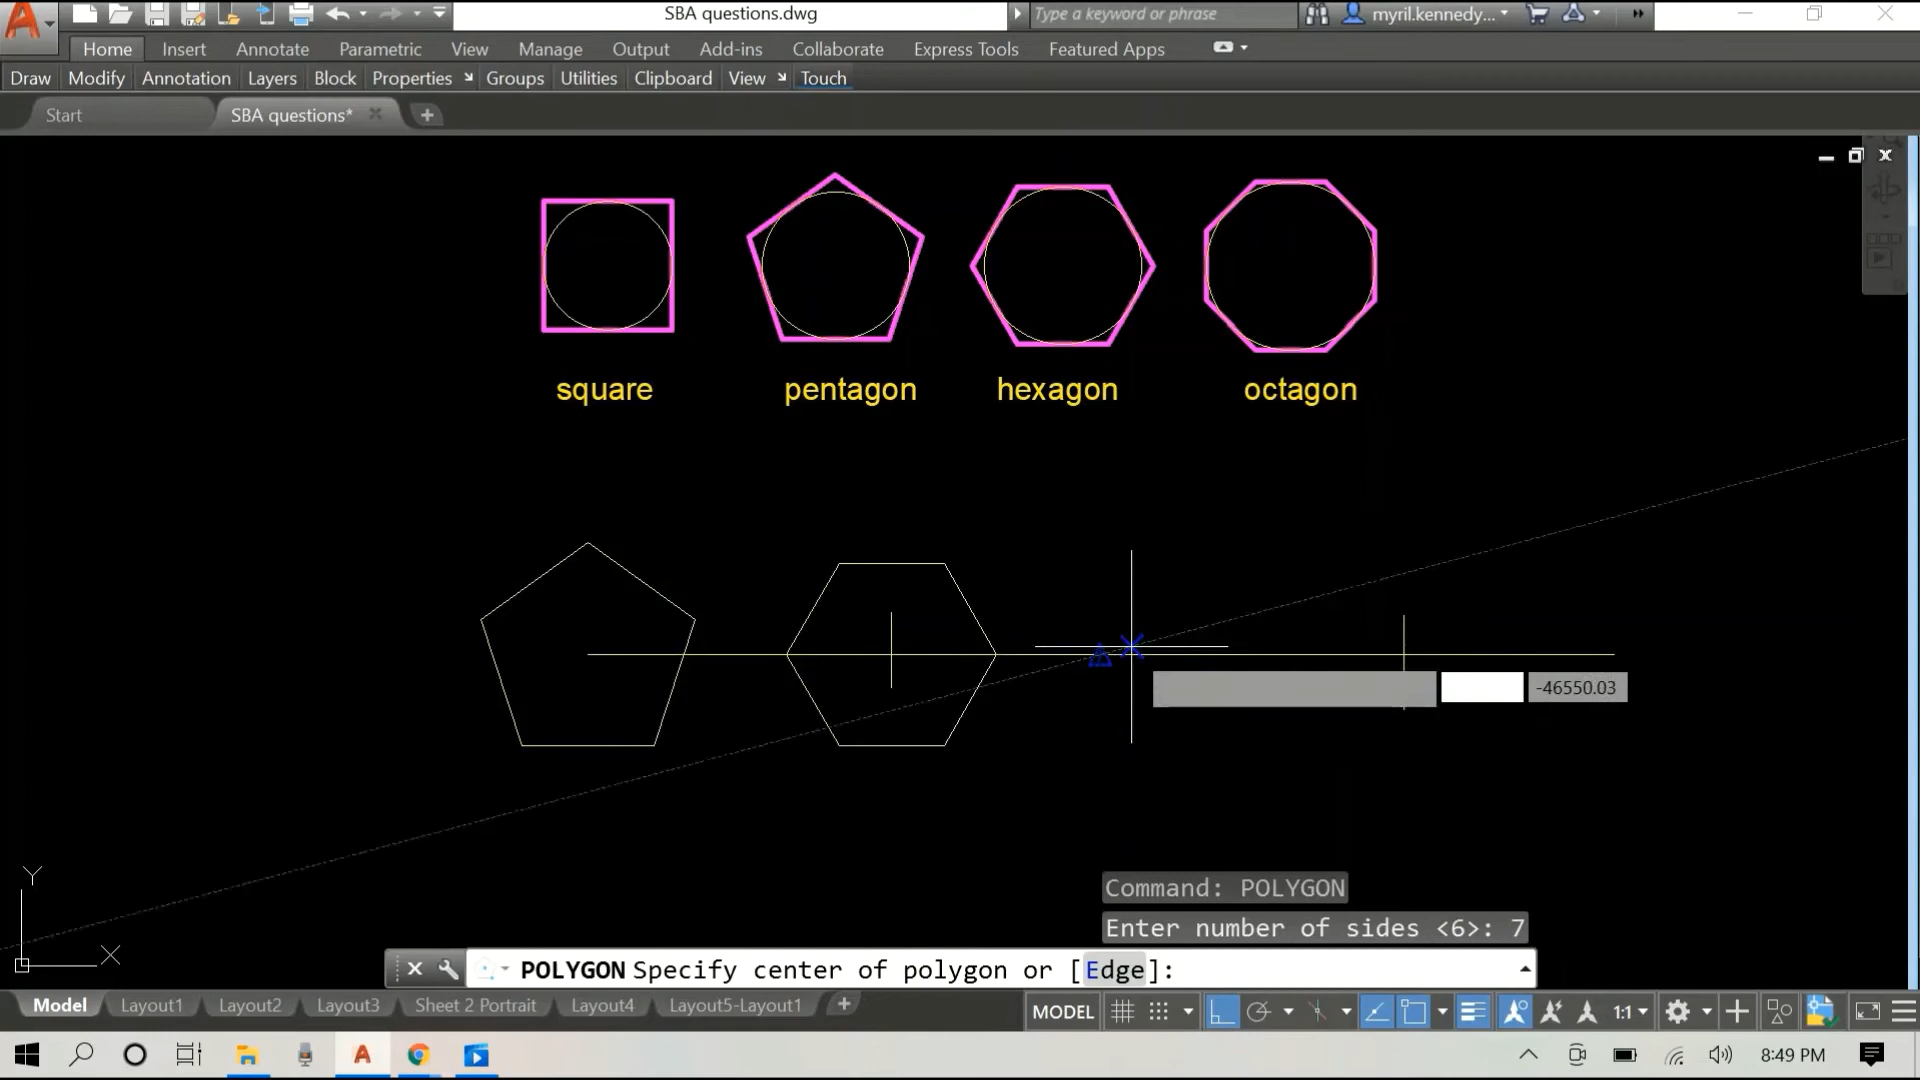 SBA questions.dwg
Type a keyword or phrase
myril.kennedy...
Home Insert Annotate Parametric View Manage Output Add-ins Collaborate Express Tools Featured Apps
Draw Modify Annotation Layers Block Properties Groups Utilities Clipboard View Touch
Start SBA questions*
square pentagon hexagon octagon
-46550.03
Y
X
Command: POLYGON
Enter number of sides <6>: 7
POLYGON Specify center of polygon or [Edge]:
Model Layout1 Layout2 Layout3 Sheet 2 Portrait Layout4 Layout5-Layout1
MODEL 1:1
8:49 PM